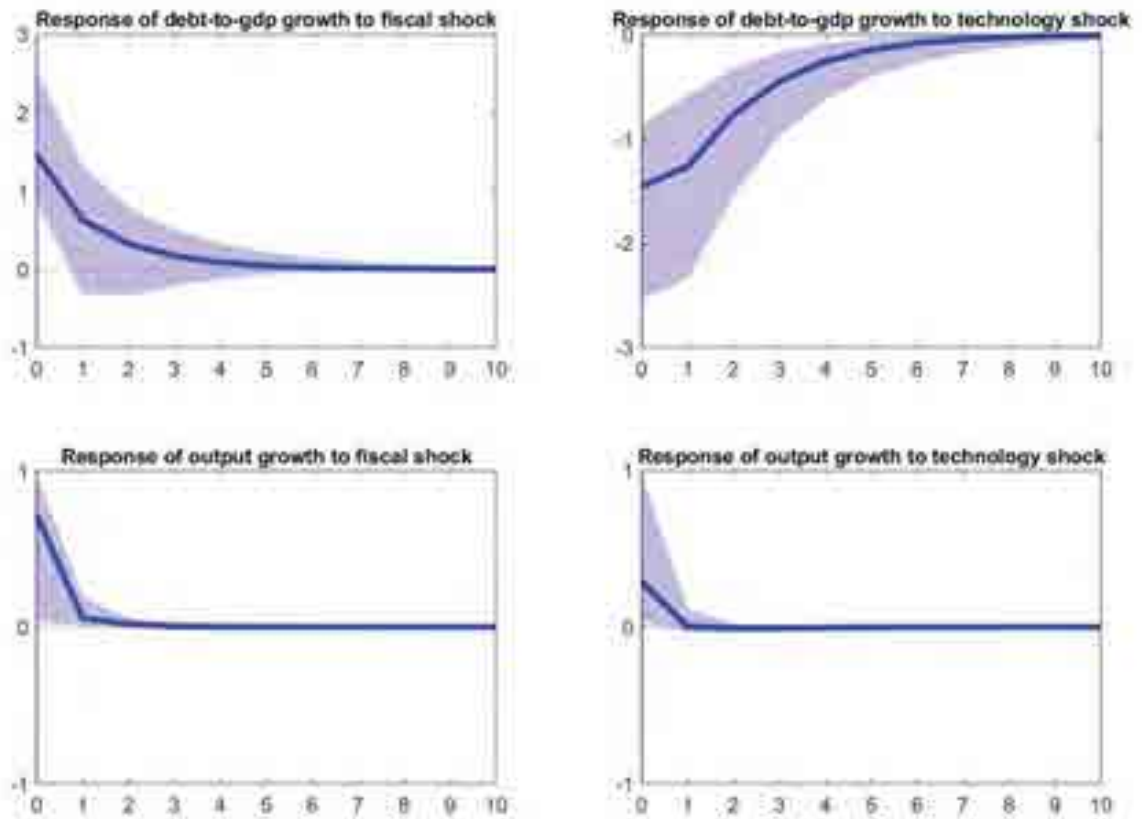 Response of debt-to-gdp growth to fiscal shock
3
2
1
0
-1
0 1 2 3 4 5 6 7 8 9 10
Response of debt-to-gdp growth to technology shock
0
-1
-2
-3
0 1 2 3 4 5 6 7 8 9 10
Response of output growth to fiscal shock
1
0
-1
0 1 2 3 4 5 6 7 8 9 10
Response of output growth to technology shock
1
0
-1
0 1 2 3 4 5 6 7 8 9 10